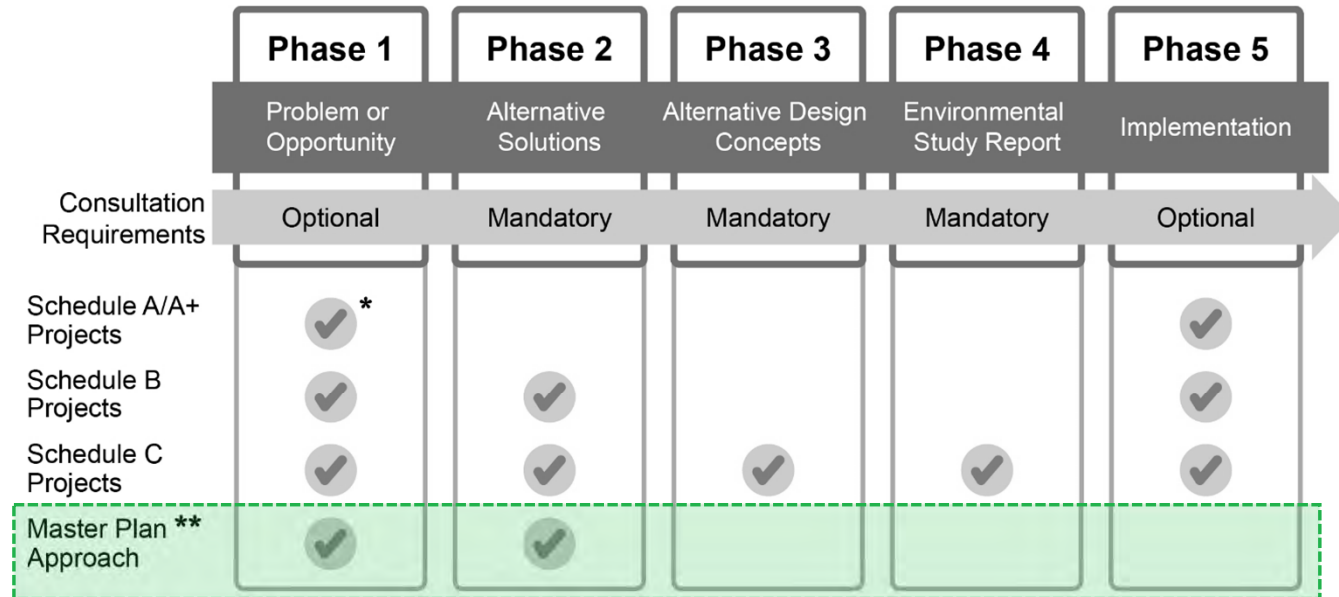 Phase 1
Phase 2
Phase 3
Phase 4
Phase 5
Problem or
Opportunity
Alternative
Solutions
Alternative Design
Concepts
Environmental
Study Report
Implementation
Consultation
Requirements
Optional
Mandatory
Mandatory
Mandatory
Optional
Schedule A/A+
Projects
*
Schedule B
Projects
Schedule C
Projects
Master Plan **
Approach